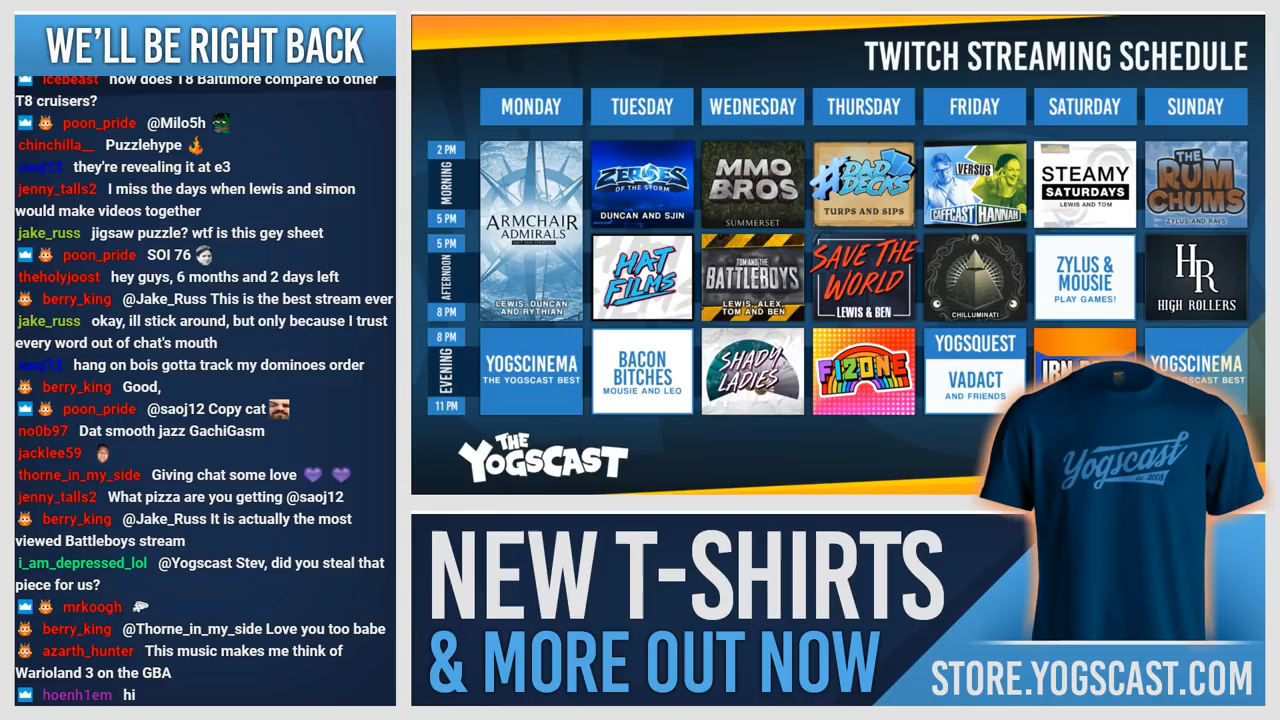 WE'LL BE RIGHT BACK
icebeast how does T8 Baltimore compare to other
T8 cruisers?
poon_pride @Milo5h
chinchilla__ Puzzlehype
saoj12 they're revealing it at e3
jenny_talls2 I miss the days when lewis and simon
would make videos together
jake_russ jigsaw puzzle? wtf is this gey sheet
poon_pride SOI 76
theholyjoost hey guys, 6 months and 2 days left
berry_king @Jake_Russ This is the best stream ever
jake_russ okay, ill stick around, but only because I trust
every word out of chat's mouth
saoj12 hang on bois gotta track my dominoes order
berry_king Good,
poon_pride @saoj12 Copy cat
no0b97 Dat smooth jazz GachiGasm
jacklee59
thorne_in_my_side Giving chat some love
jenny_talls2 What pizza are you getting @saoj12
berry_king @Jake_Russ It is actually the most
viewed Battleboys stream
i_am_depressed_lol @Yogscast Stev, did you steal that
piece for us?
mrkoogh
berry_king @Thorne_in_my_side Love you too babe
azarth_hunter This music makes me think of
Warioland 3 on the GBA
hoenh1em hi
TWITCH STREAMING SCHEDULE
MONDAY TUESDAY WEDNESDAY THURSDAY FRIDAY SATURDAY SUNDAY
2 PM
MORNING
5 PM
ARMCHAIR
ADMIRALS
LEWIS, DUNCAN
AND RYTHIAN
ZEROES
OF THE STORM
DUNCAN AND SJIN
MMO
BROS
SUMMERSET
#DAD
DECKS
TURPS AND SIPS
VERSUS
CAFFCAST HANNAH
STEAMY
SATURDAYS
LEWIS AND TOM
THE
RUM
CHUMS
ZYLUS AND RAVS
5 PM
AFTERNOON
8 PM
HAT
FILMS
TOM AND THE
BATTLEBOYS
LEWIS, ALEX,
TOM AND BEN
SAVE THE
WORLD
LEWIS & BEN
CHILLUMINATI
ZYLUS &
MOUSIE
PLAY GAMES!
HR
HIGH ROLLERS
8 PM
EVENING
11 PM
YOGSCINEMA
THE YOGSCAST BEST
BACON
BITCHES
MOUSIE AND LEO
SHADY
LADIES
FIZONE
YOGSQUEST
VADACT
AND FRIENDS
YOGSCINEMA
BEST
THE
YOGSCAST
Yogscast
est. 2008
NEW T-SHIRTS
& MORE OUT NOW
STORE.YOGSCAST.COM